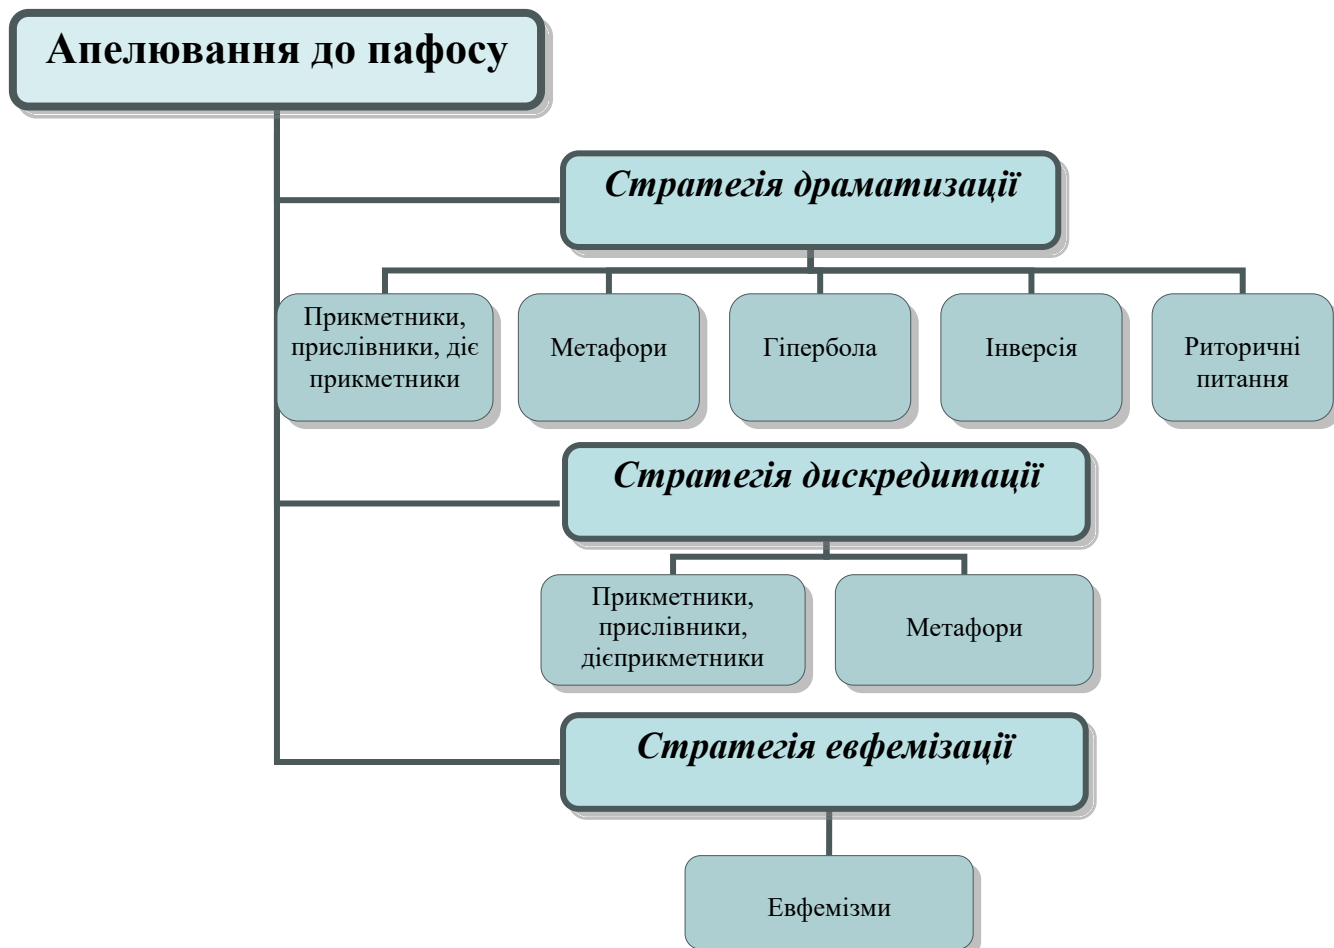 Апелювання до пафосу
Стратегія драматизації
Прикметники,
прислівники, діє
прикметники
Метафори
Гіпербола
Інверсія
Риторичні
питання
Стратегія дискредитації
Прикметники,
прислівники,
дієприкметники
Метафори
Стратегія евфемізації
Евфемізми